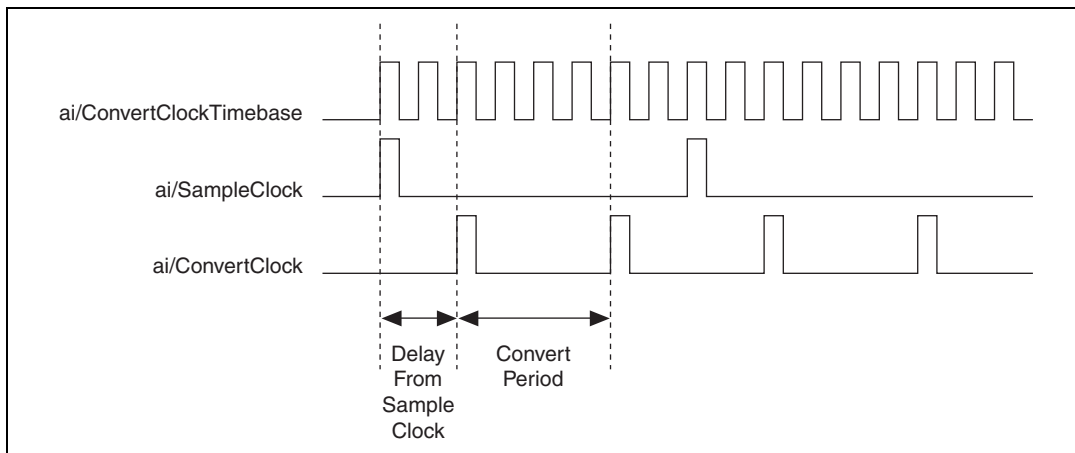 ai/ConvertClockTimebase
ai/SampleClock
ai/ConvertClock
Delay
From
Sample
Clock
Convert
Period